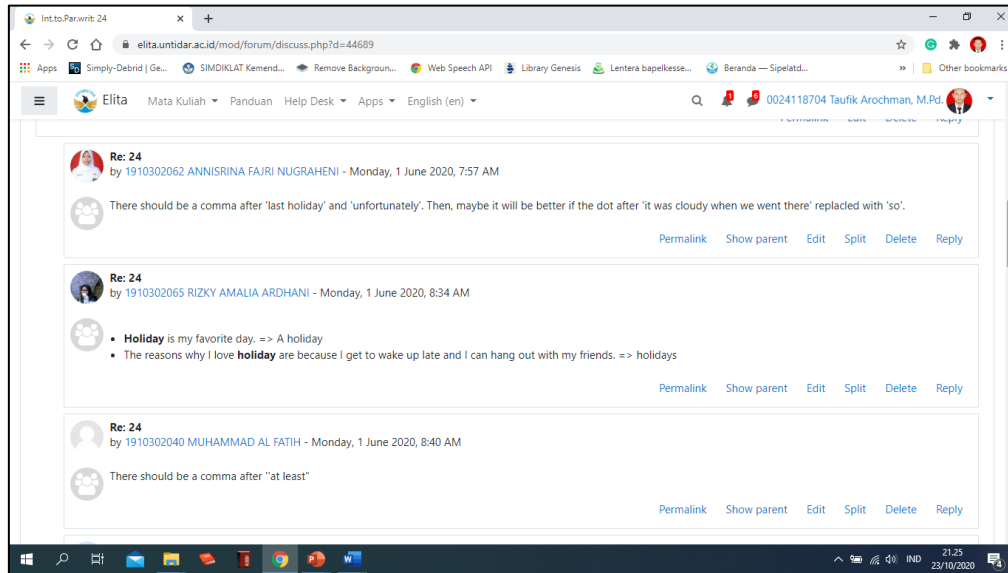 Int.to.Par.writ: 24
elita.untidar.ac.id/mod/forum/discuss.php?d=44689
Apps Simply-Debrid | Ge... SIMDIKLAT Kemend... Remove Backgroun... Web Speech API Library Genesis Lentera bapelkesse... Beranda — Sipelatd... » Other bookmarks
Elita Mata Kuliah Panduan Help Desk Apps English (en) 1 6 0024118704 Taufik Arochman, M.Pd.
Permalink Edit Delete Reply
Re: 24
by 1910302062 ANNISRINA FAJRI NUGRAHENI - Monday, 1 June 2020, 7:57 AM
There should be a comma after 'last holiday' and 'unfortunately'. Then, maybe it will be better if the dot after 'it was cloudy when we went there' replacled with 'so'.
Permalink Show parent Edit Split Delete Reply
Re: 24
by 1910302065 RIZKY AMALIA ARDHANI - Monday, 1 June 2020, 8:34 AM
• Holiday is my favorite day. => A holiday
• The reasons why I love holiday are because I get to wake up late and I can hang out with my friends. => holidays
Permalink Show parent Edit Split Delete Reply
Re: 24
by 1910302040 MUHAMMAD AL FATIH - Monday, 1 June 2020, 8:40 AM
There should be a comma after ''at least"
Permalink Show parent Edit Split Delete Reply
IND 21.25
23/10/2020